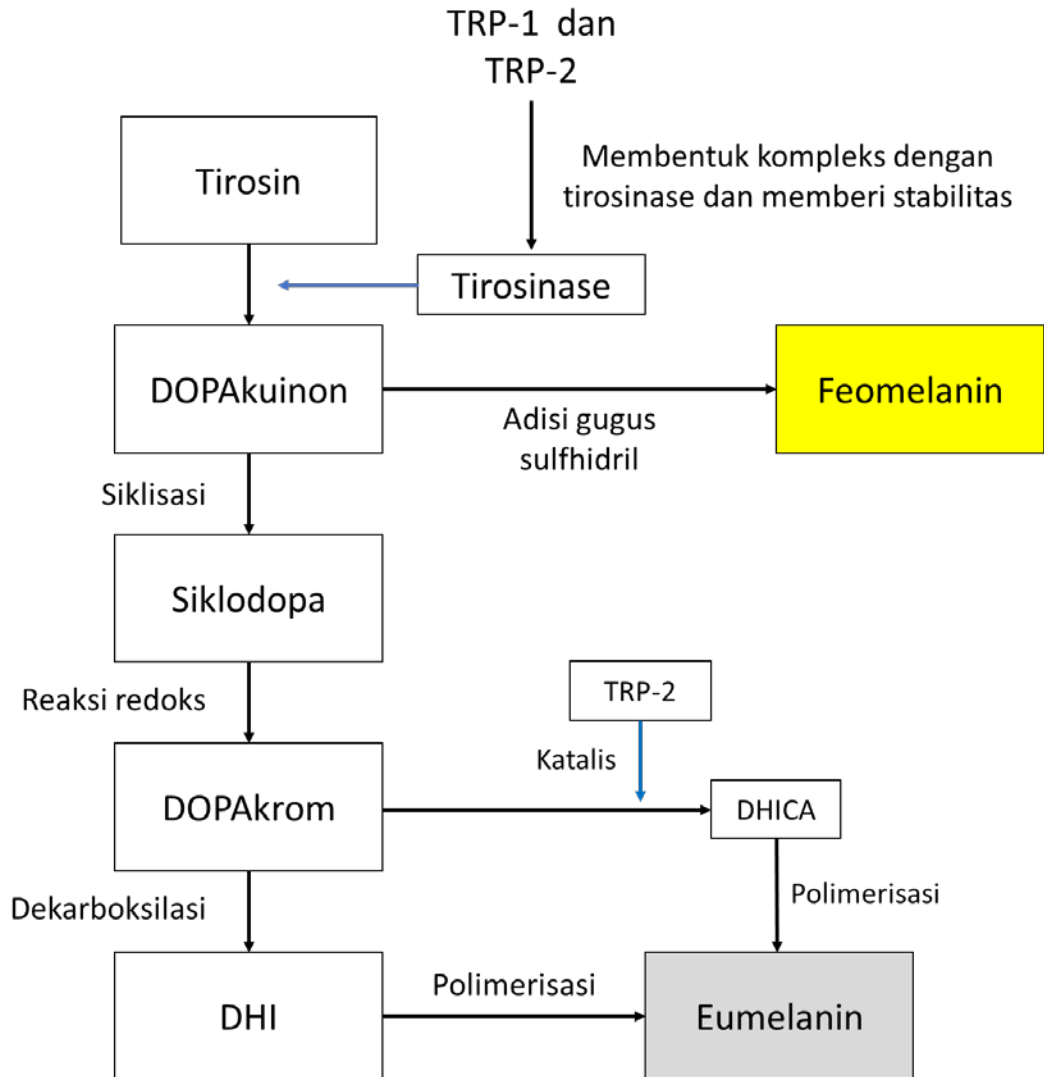 TRP-1 dan
TRP-2
Membentuk kompleks dengan
tirosinase dan memberi stabilitas
Tirosin
Tirosinase
DOPAkuinon
Adisi gugus
sulfhidril
Feomelanin
Siklisasi
Siklodopa
Reaksi redoks
TRP-2
Katalis
DOPAkrom
DHICA
Dekarboksilasi
Polimerisasi
DHI
Polimerisasi
Eumelanin